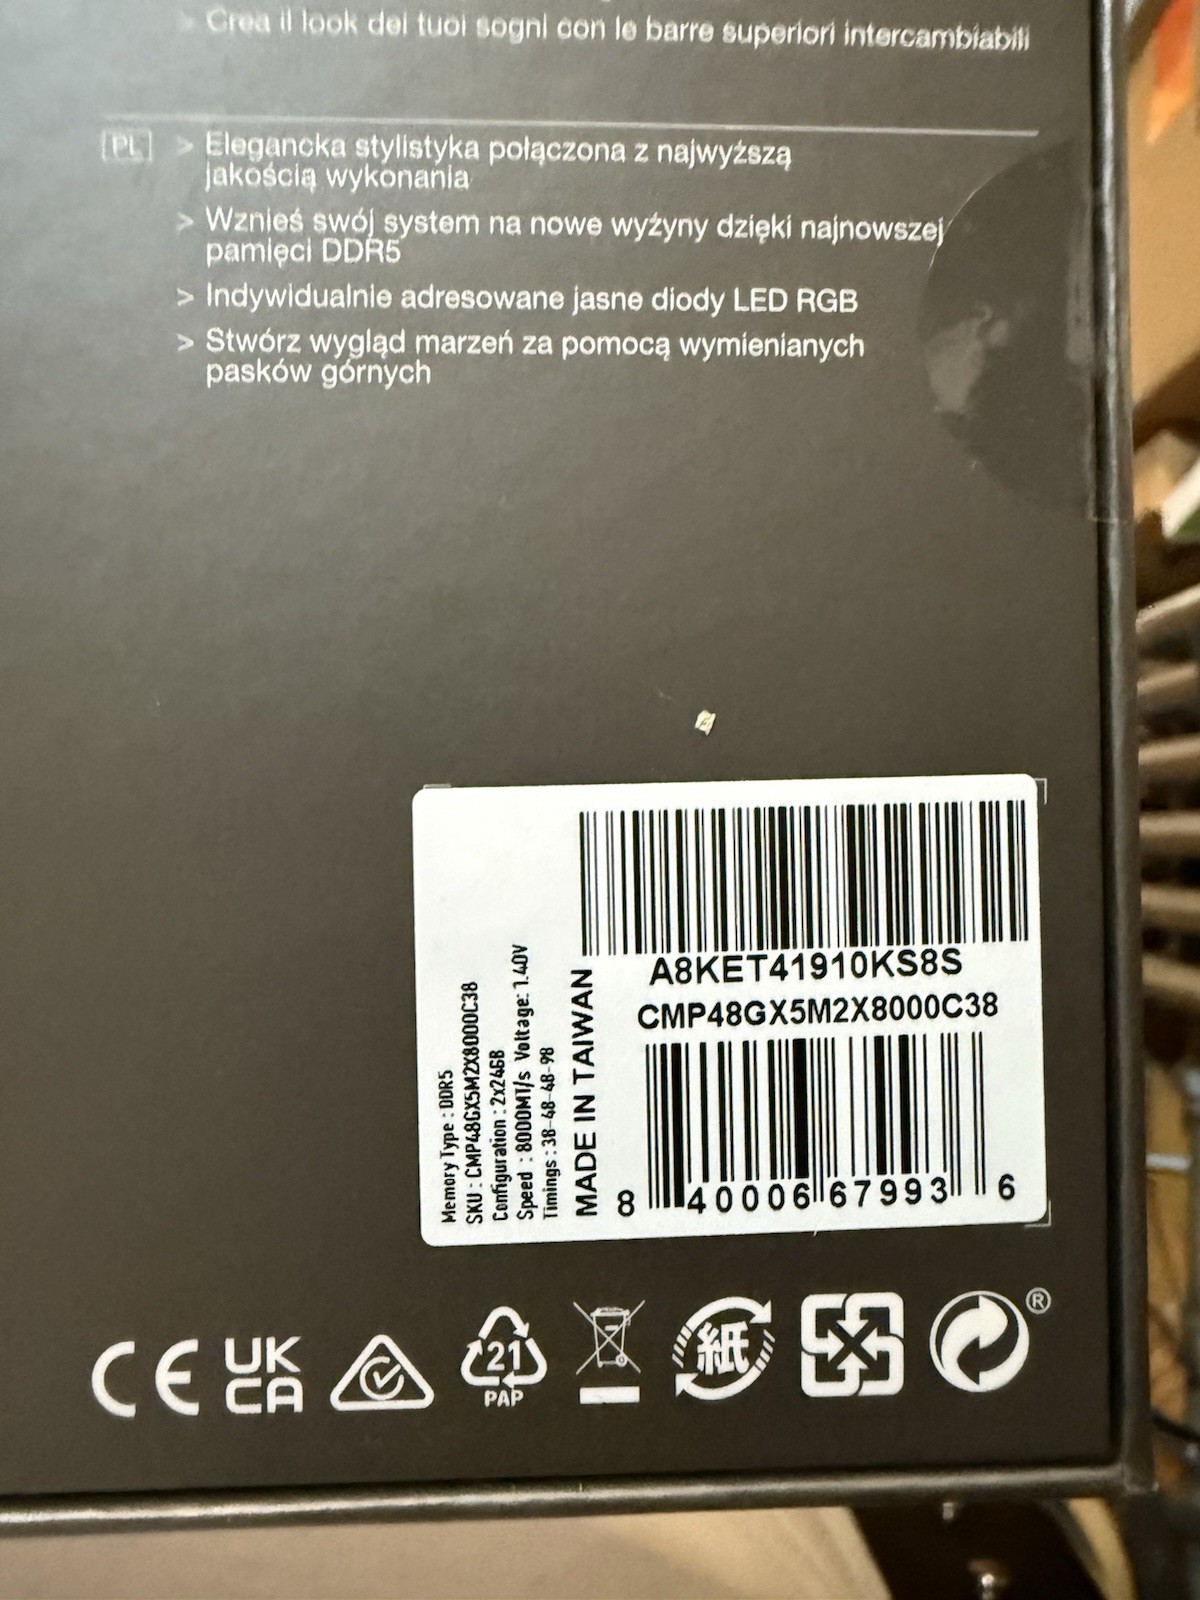 > Crea il look dei tuoi sogni con le barre superiori intercambiabili
PL > Elegancka stylistyka połączona z najwyższą
jakością wykonania
> Wznieś swój system na nowe wyżyny dzięki najnowszej
pamięci DDR5
> Indywidualnie adresowane jasne diody LED RGB
> Stwórz wygląd marzeń za pomocą wymienianych
pasków górnych
Memory Type : DDR5
SKU : CMP48GX5M2X8000C38
Configuration : 2x24GB
Speed : 8000MT/s Voltage: 1.40V
Timings : 38-48-48-98
MADE IN TAIWAN
A8KET41910KS8S
CMP48GX5M2X8000C38
8 40006 67993 6
CE UK CA 21 PAP 紙 ®